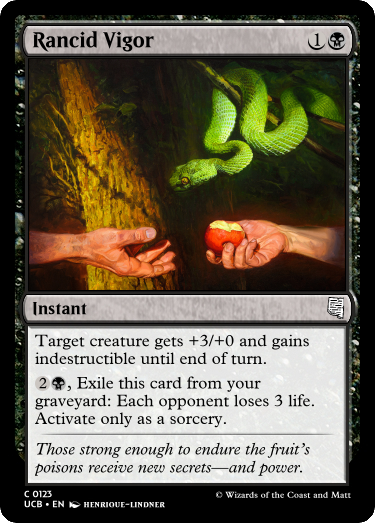 Rancid Vigor 1
Instant
Target creature gets +3/+0 and gains
indestructible until end of turn.
2, Exile this card from your
graveyard: Each opponent loses 3 life.
Activate only as a sorcery.
Those strong enough to endure the fruit's
poisons receive new secrets—and power.
C 0123
UCB • EN HENRIQUE-LINDNER
© Wizards of the Coast and Matt